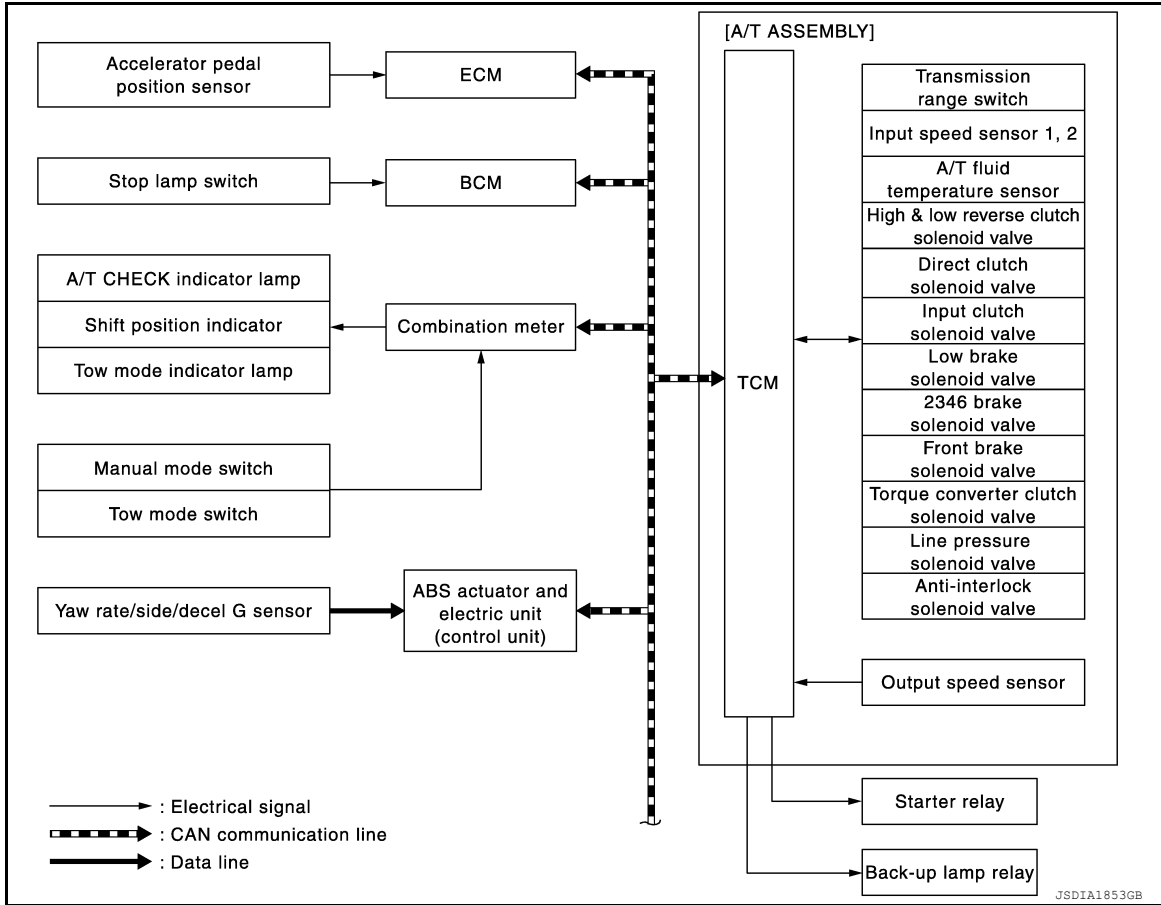 Accelerator pedal
position sensor
ECM
Stop lamp switch
BCM
A/T CHECK indicator lamp
Shift position indicator
Tow mode indicator lamp
Combination meter
Manual mode switch
Tow mode switch
Yaw rate/side/decel G sensor
ABS actuator and
electric unit
(control unit)
: Electrical signal
: CAN communication line
: Data line
[A/T ASSEMBLY]
TCM
Transmission
range switch
Input speed sensor 1, 2
A/T fluid
temperature sensor
High & low reverse clutch
solenoid valve
Direct clutch
solenoid valve
Input clutch
solenoid valve
Low brake
solenoid valve
2346 brake
solenoid valve
Front brake
solenoid valve
Torque converter clutch
solenoid valve
Line pressure
solenoid valve
Anti-interlock
solenoid valve
Output speed sensor
Starter relay
Back-up lamp relay
JSDIA1853GB